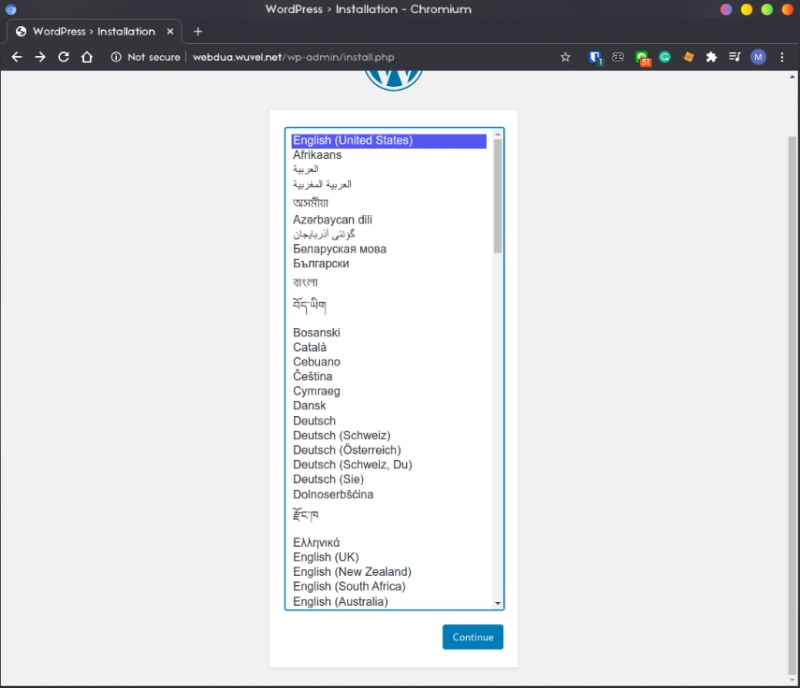 WordPress › Installation - Chromium
WordPress › Installation
Not secure
webdua.wuvel.net/wp-admin/install.php
1
51
M
English (United States)
Afrikaans
العربية
العربية المغربية
অসমীয়া
Azərbaycan dili
گؤنئی آذربایجان
Беларуская мова
Български
বাংলা
བོད་ཡིག
Bosanski
Català
Cebuano
Čeština
Cymraeg
Dansk
Deutsch
Deutsch (Schweiz)
Deutsch (Österreich)
Deutsch (Schweiz, Du)
Deutsch (Sie)
Dolnoserbšćina
རྫོང་ཁ
Ελληνικά
English (UK)
English (New Zealand)
English (South Africa)
English (Australia)
Continue